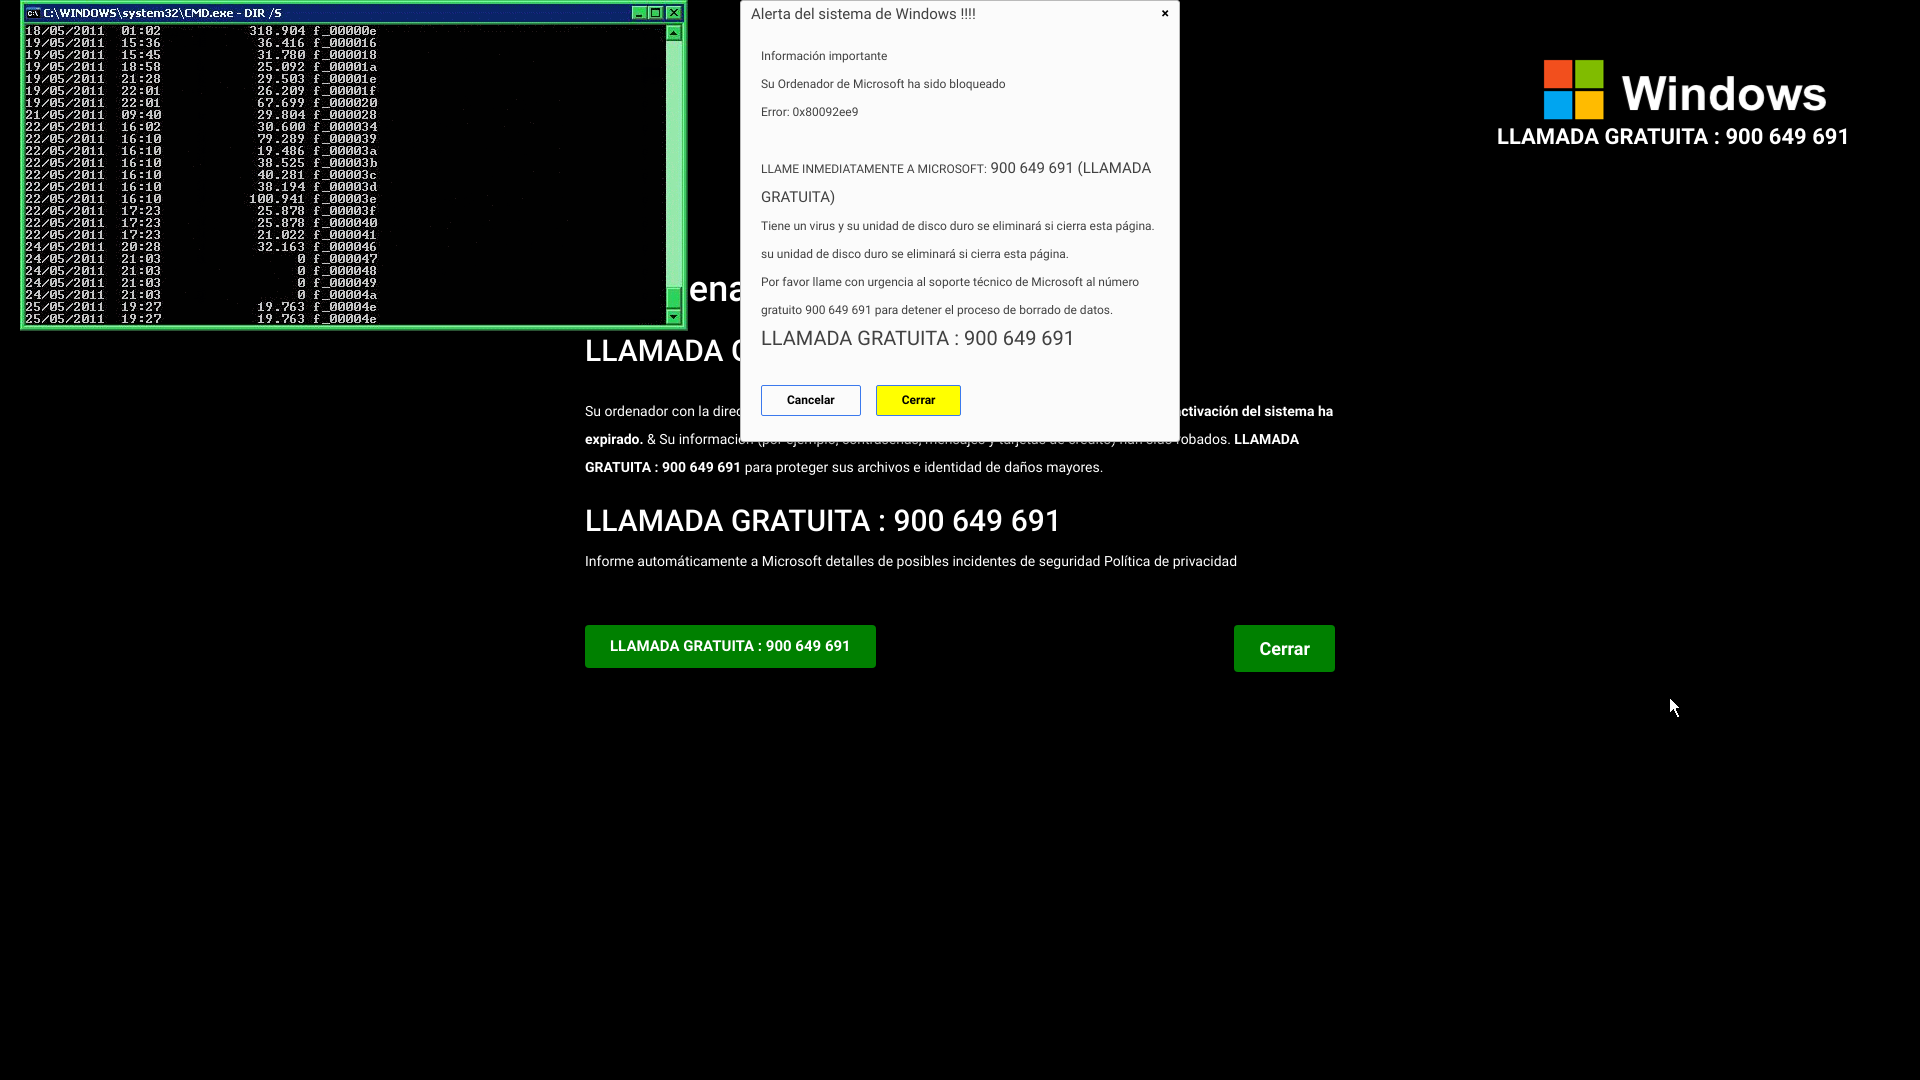 C:\WINDOWS\system32\CMD.exe - DIR /S
18/05/2011 01:02 318.904 f_00000e
19/05/2011 15:36 36.416 f_000016
19/05/2011 15:45 31.780 f_000018
19/05/2011 18:58 25.092 f_00001a
19/05/2011 21:28 29.503 f_00001e
19/05/2011 22:01 26.209 f_00001f
19/05/2011 22:01 67.699 f_000020
21/05/2011 09:40 29.804 f_000028
22/05/2011 16:02 30.600 f_000034
22/05/2011 16:10 79.289 f_000039
22/05/2011 16:10 19.486 f_00003a
22/05/2011 16:10 38.525 f_00003b
22/05/2011 16:10 40.281 f_00003c
22/05/2011 16:10 38.194 f_00003d
22/05/2011 16:10 100.941 f_00003e
22/05/2011 17:23 25.878 f_00003f
22/05/2011 17:23 25.878 f_000040
22/05/2011 17:23 21.022 f_000041
24/05/2011 20:28 32.163 f_000046
24/05/2011 21:03 0 f_000047
24/05/2011 21:03 0 f_000048
24/05/2011 21:03 0 f_000049
24/05/2011 21:03 0 f_00004a
25/05/2011 19:27 19.763 f_00004e
25/05/2011 19:27 19.763 f_00004e
Alerta del sistema de Windows !!!!
Información importante
Su Ordenador de Microsoft ha sido bloqueado
Error: 0x80092ee9
LLAME INMEDIATAMENTE A MICROSOFT: 900 649 691 (LLAMADA
GRATUITA)
Tiene un virus y su unidad de disco duro se eliminará si cierra esta página.
su unidad de disco duro se eliminará si cierra esta página.
Por favor llame con urgencia al soporte técnico de Microsoft al número
gratuito 900 649 691 para detener el proceso de borrado de datos.
LLAMADA GRATUITA : 900 649 691
Cancelar Cerrar
Windows
LLAMADA GRATUITA : 900 649 691
LLAMADA
Su ordenador con la activación del sistema ha
expirado. & Su información robados. LLAMADA
GRATUITA : 900 649 691 para proteger sus archivos e identidad de daños mayores.
LLAMADA GRATUITA : 900 649 691
Informe automáticamente a Microsoft detalles de posibles incidentes de seguridad Política de privacidad
LLAMADA GRATUITA : 900 649 691 Cerrar